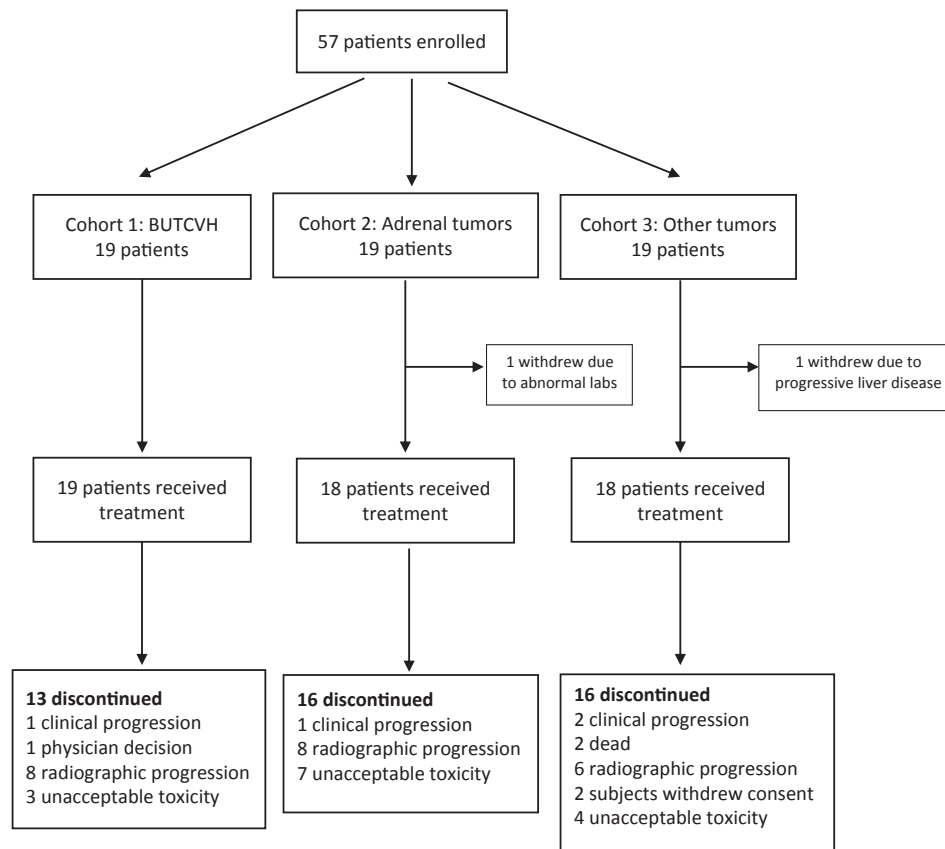 57 patients enrolled
Cohort 1: BUTCVH
19 patients
Cohort 2: Adrenal tumors
19 patients
Cohort 3: Other tumors
19 patients
1 withdrew due
to abnormal labs
1 withdrew due to
progressive liver disease
19 patients received
treatment
18 patients received
treatment
18 patients received
treatment
13 discontinued
1 clinical progression
1 physician decision
8 radiographic progression
3 unacceptable toxicity
16 discontinued
1 clinical progression
8 radiographic progression
7 unacceptable toxicity
16 discontinued
2 clinical progression
2 dead
6 radiographic progression
2 subjects withdrew consent
4 unacceptable toxicity